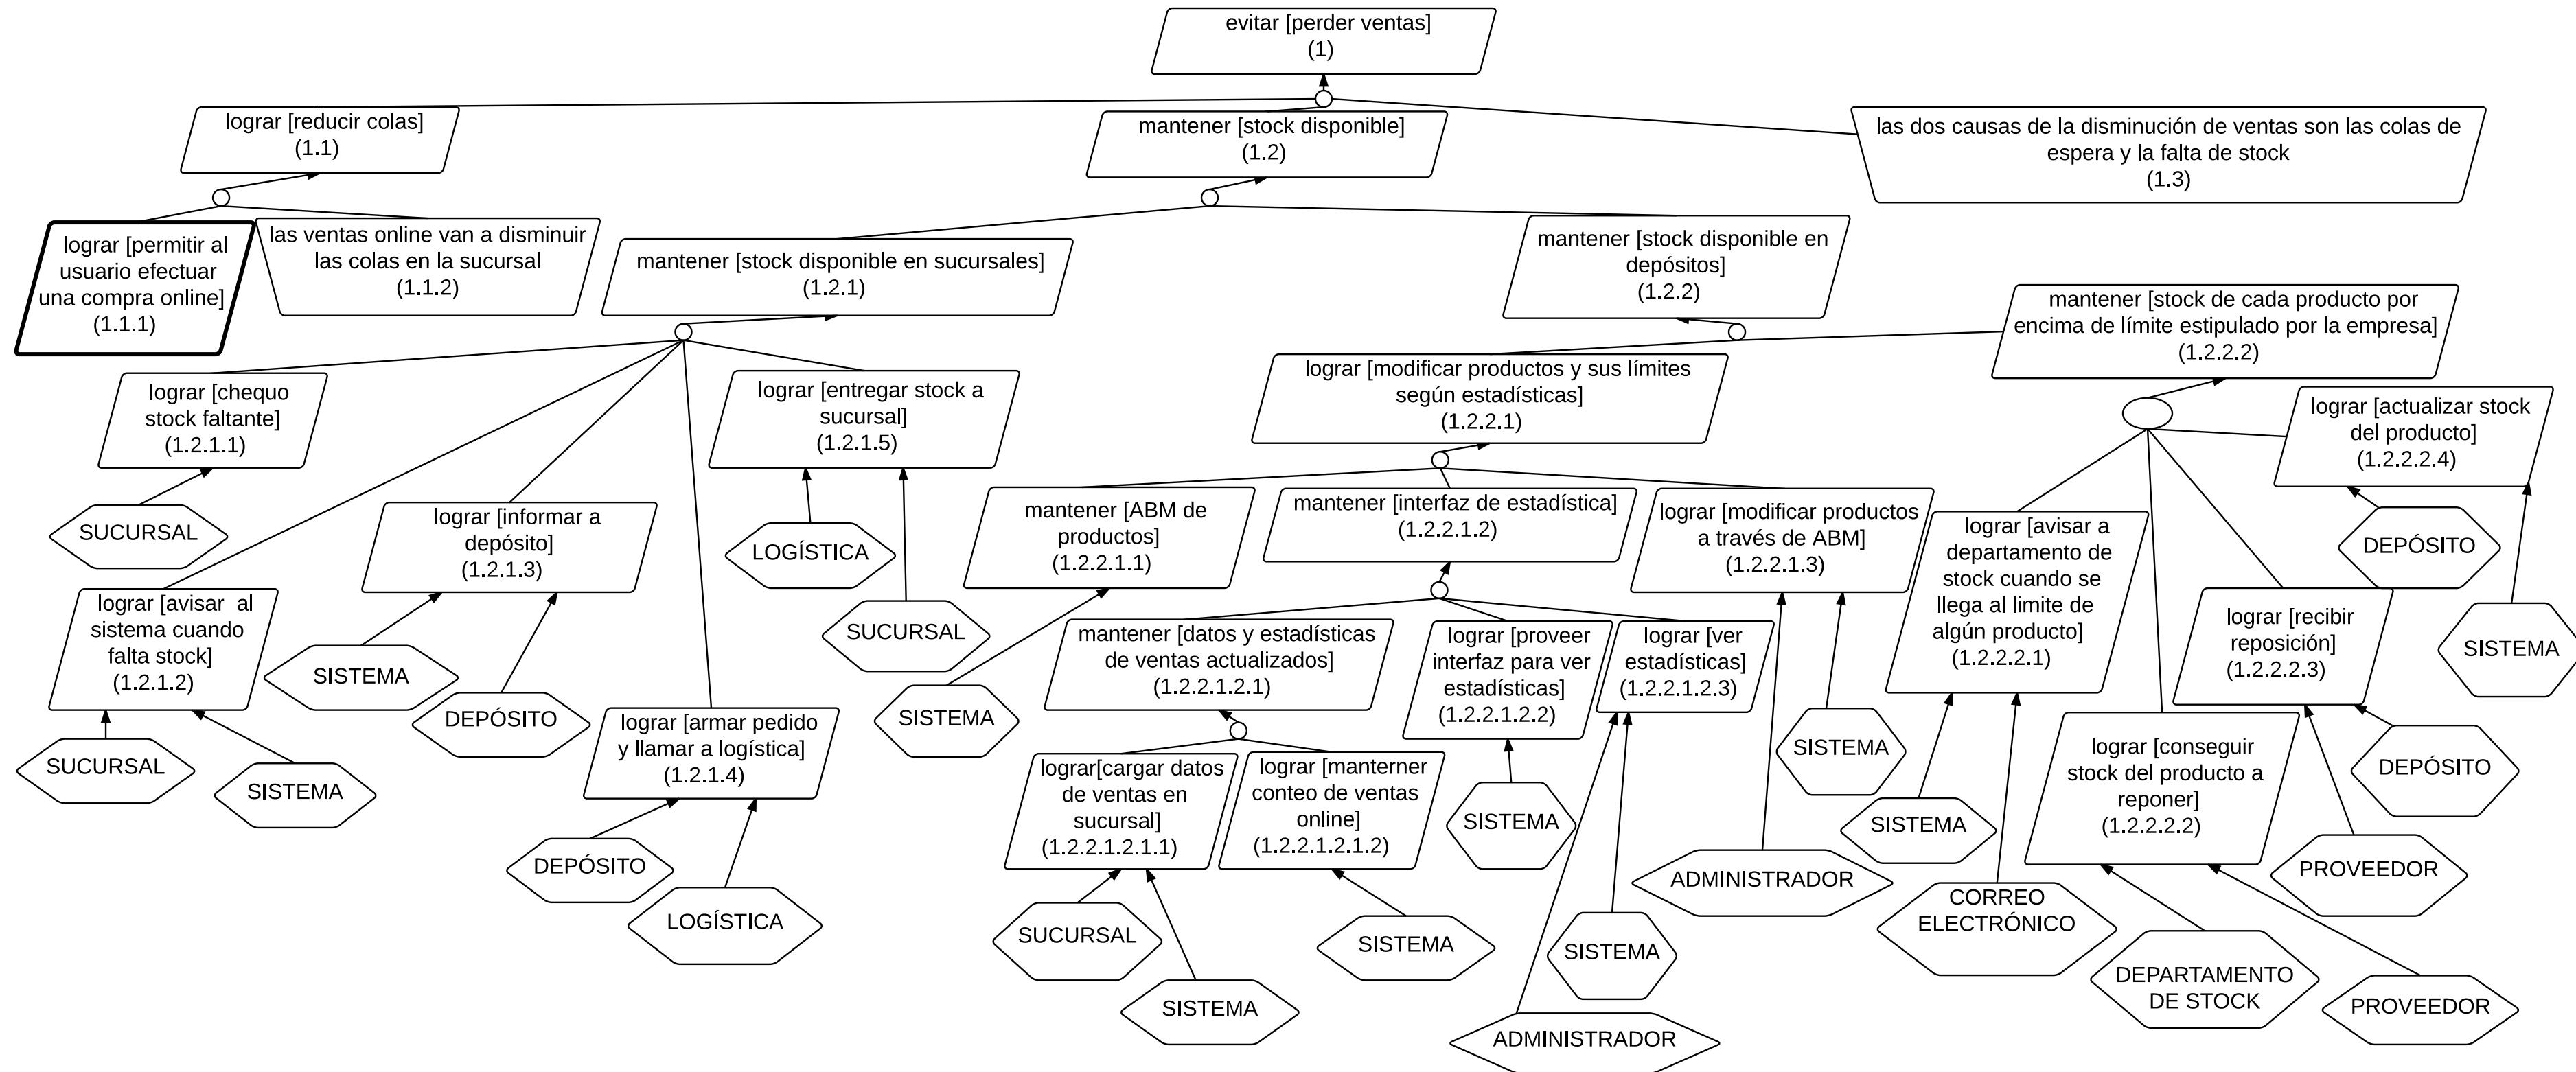 evitar [perder ventas]
(1)
lograr [reducir colas]
(1.1)
mantener [stock disponible]
(1.2)
las dos causas de la disminución de ventas son las colas de
espera y la falta de stock
(1.3)
lograr [permitir al
usuario efectuar
una compra online]
(1.1.1)
las ventas online van a disminuir
las colas en la sucursal
(1.1.2)
mantener [stock disponible en sucursales]
(1.2.1)
mantener [stock disponible en
depósitos]
(1.2.2)
mantener [stock de cada producto por
encima de límite estipulado por la empresa]
(1.2.2.2)
lograr [chequo
stock faltante]
(1.2.1.1)
lograr [entregar stock a
sucursal]
(1.2.1.5)
lograr [modificar productos y sus límites
según estadísticas]
(1.2.2.1)
lograr [actualizar stock
del producto]
(1.2.2.2.4)
SUCURSAL
lograr [informar a
depósito]
(1.2.1.3)
LOGÍSTICA
mantener [ABM de
productos]
(1.2.2.1.1)
mantener [interfaz de estadística]
(1.2.2.1.2)
lograr [modificar productos
a través de ABM]
(1.2.2.1.3)
lograr [avisar a
departamento de
stock cuando se
llega al limite de
algún producto]
(1.2.2.2.1)
DEPÓSITO
lograr [avisar  al
sistema cuando
falta stock]
(1.2.1.2)
SISTEMA
DEPÓSITO
SUCURSAL
SISTEMA
mantener [datos y estadísticas
de ventas actualizados]
(1.2.2.1.2.1)
lograr [proveer
interfaz para ver
estadísticas]
(1.2.2.1.2.2)
lograr [ver
estadísticas]
(1.2.2.1.2.3)
SISTEMA
lograr [recibir
reposición]
(1.2.2.2.3)
SISTEMA
SUCURSAL
SISTEMA
lograr [armar pedido
y llamar a logística]
(1.2.1.4)
lograr[cargar datos
de ventas en
sucursal]
(1.2.2.1.2.1.1)
lograr [manterner
conteo de ventas
online]
(1.2.2.1.2.1.2)
SISTEMA
SISTEMA
lograr [conseguir
stock del producto a
reponer]
(1.2.2.2.2)
DEPÓSITO
DEPÓSITO
LOGÍSTICA
SUCURSAL
SISTEMA
SISTEMA
SISTEMA
ADMINISTRADOR
ADMINISTRADOR
CORREO
ELECTRÓNICO
PROVEEDOR
DEPARTAMENTO
DE STOCK
PROVEEDOR